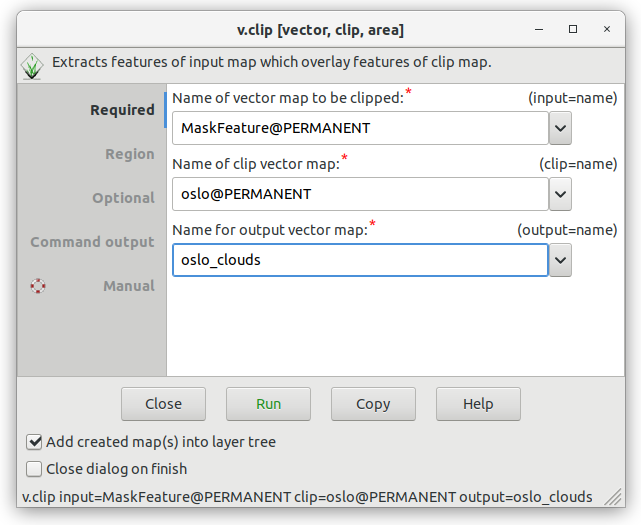 v.clip [vector, clip, area]
Extracts features of input map which overlay features of clip map.
Required
Region
Optional
Command output
Manual
Name of vector map to be clipped:* (input=name)
MaskFeature@PERMANENT
Name of clip vector map:* (clip=name)
oslo@PERMANENT
Name for output vector map:* (output=name)
oslo_clouds
Close Run Copy Help
Add created map(s) into layer tree
Close dialog on finish
v.clip input=MaskFeature@PERMANENT clip=oslo@PERMANENT output=oslo_clouds